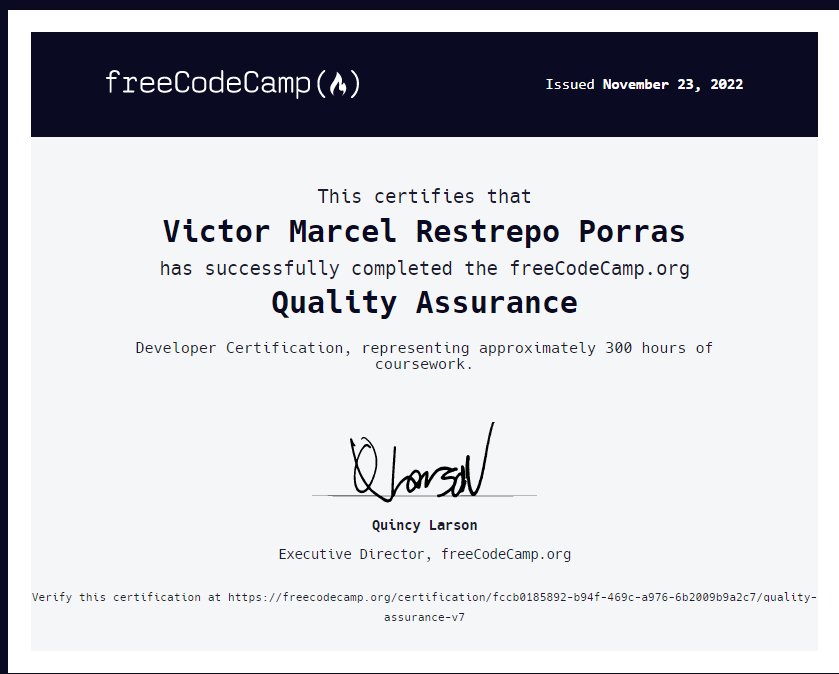 freeCodeCamp
Issued November 23, 2022
This certifies that
Victor Marcel Restrepo Porras
has successfully completed the freeCodeCamp.org
Quality Assurance
Developer Certification, representing approximately 300 hours of
coursework.
Q Larson
Quincy Larson
Executive Director, freeCodeCamp.org
Verify this certification at https://freecodecamp.org/certification/fccb0185892-b94f-469c-a976-6b2009b9a2c7/quality-
assurance-v7